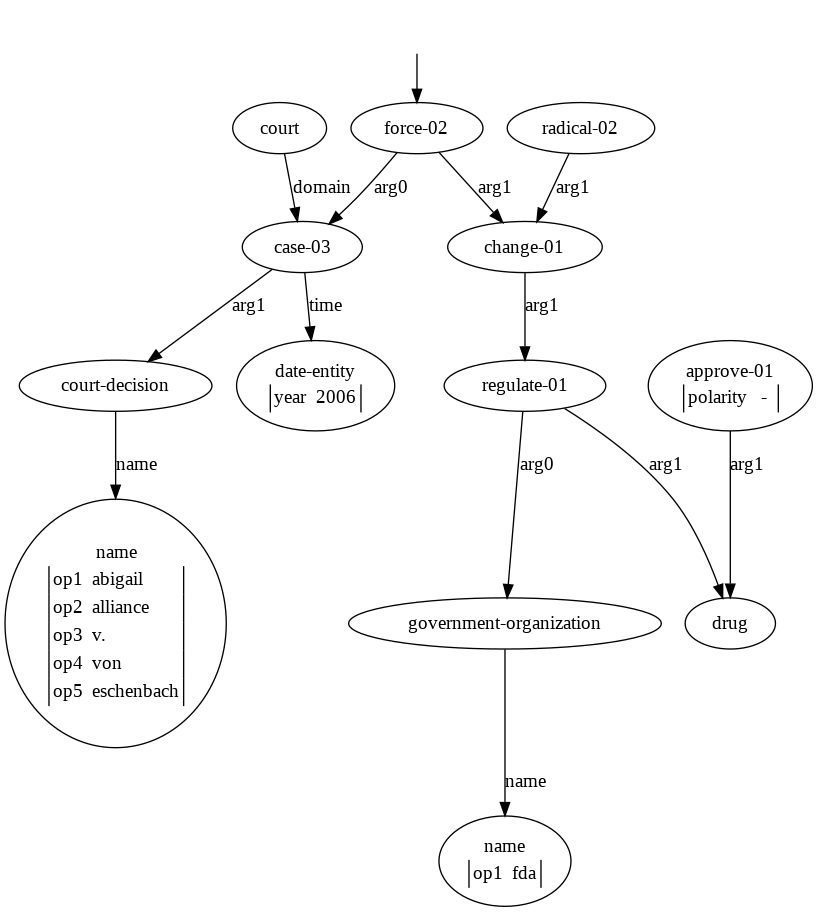 court
force-02
radical-02
domain
arg0
arg1
arg1
case-03
change-01
arg1
time
arg1
court-decision
date-entity
year 2006
regulate-01
approve-01
polarity -
name
arg0
arg1
arg1
name
op1 abigail
op2 alliance
op3 v.
op4 von
op5 eschenbach
government-organization
drug
name
name
op1 fda